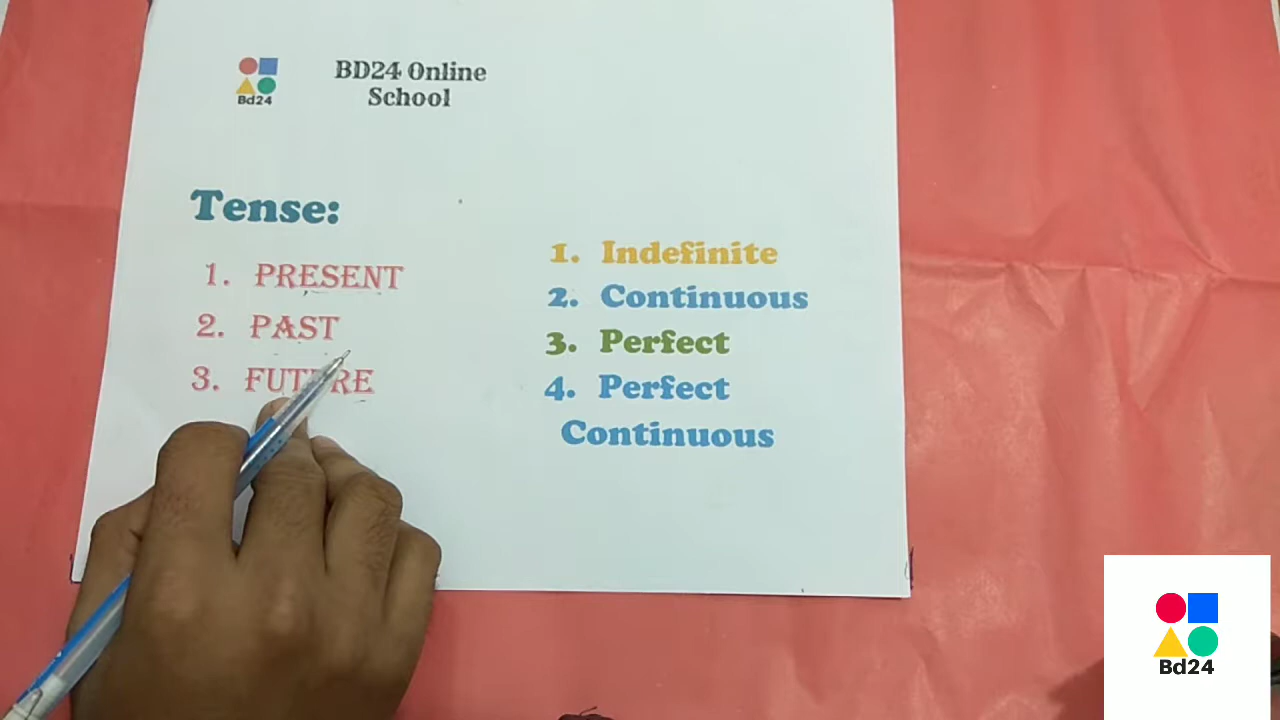 Bd24
BD24 Online
School
Tense:
1. PRESENT
2. PAST
3. FUTURE
1. Indefinite
2. Continuous
3. Perfect
4. Perfect
Continuous
Bd24